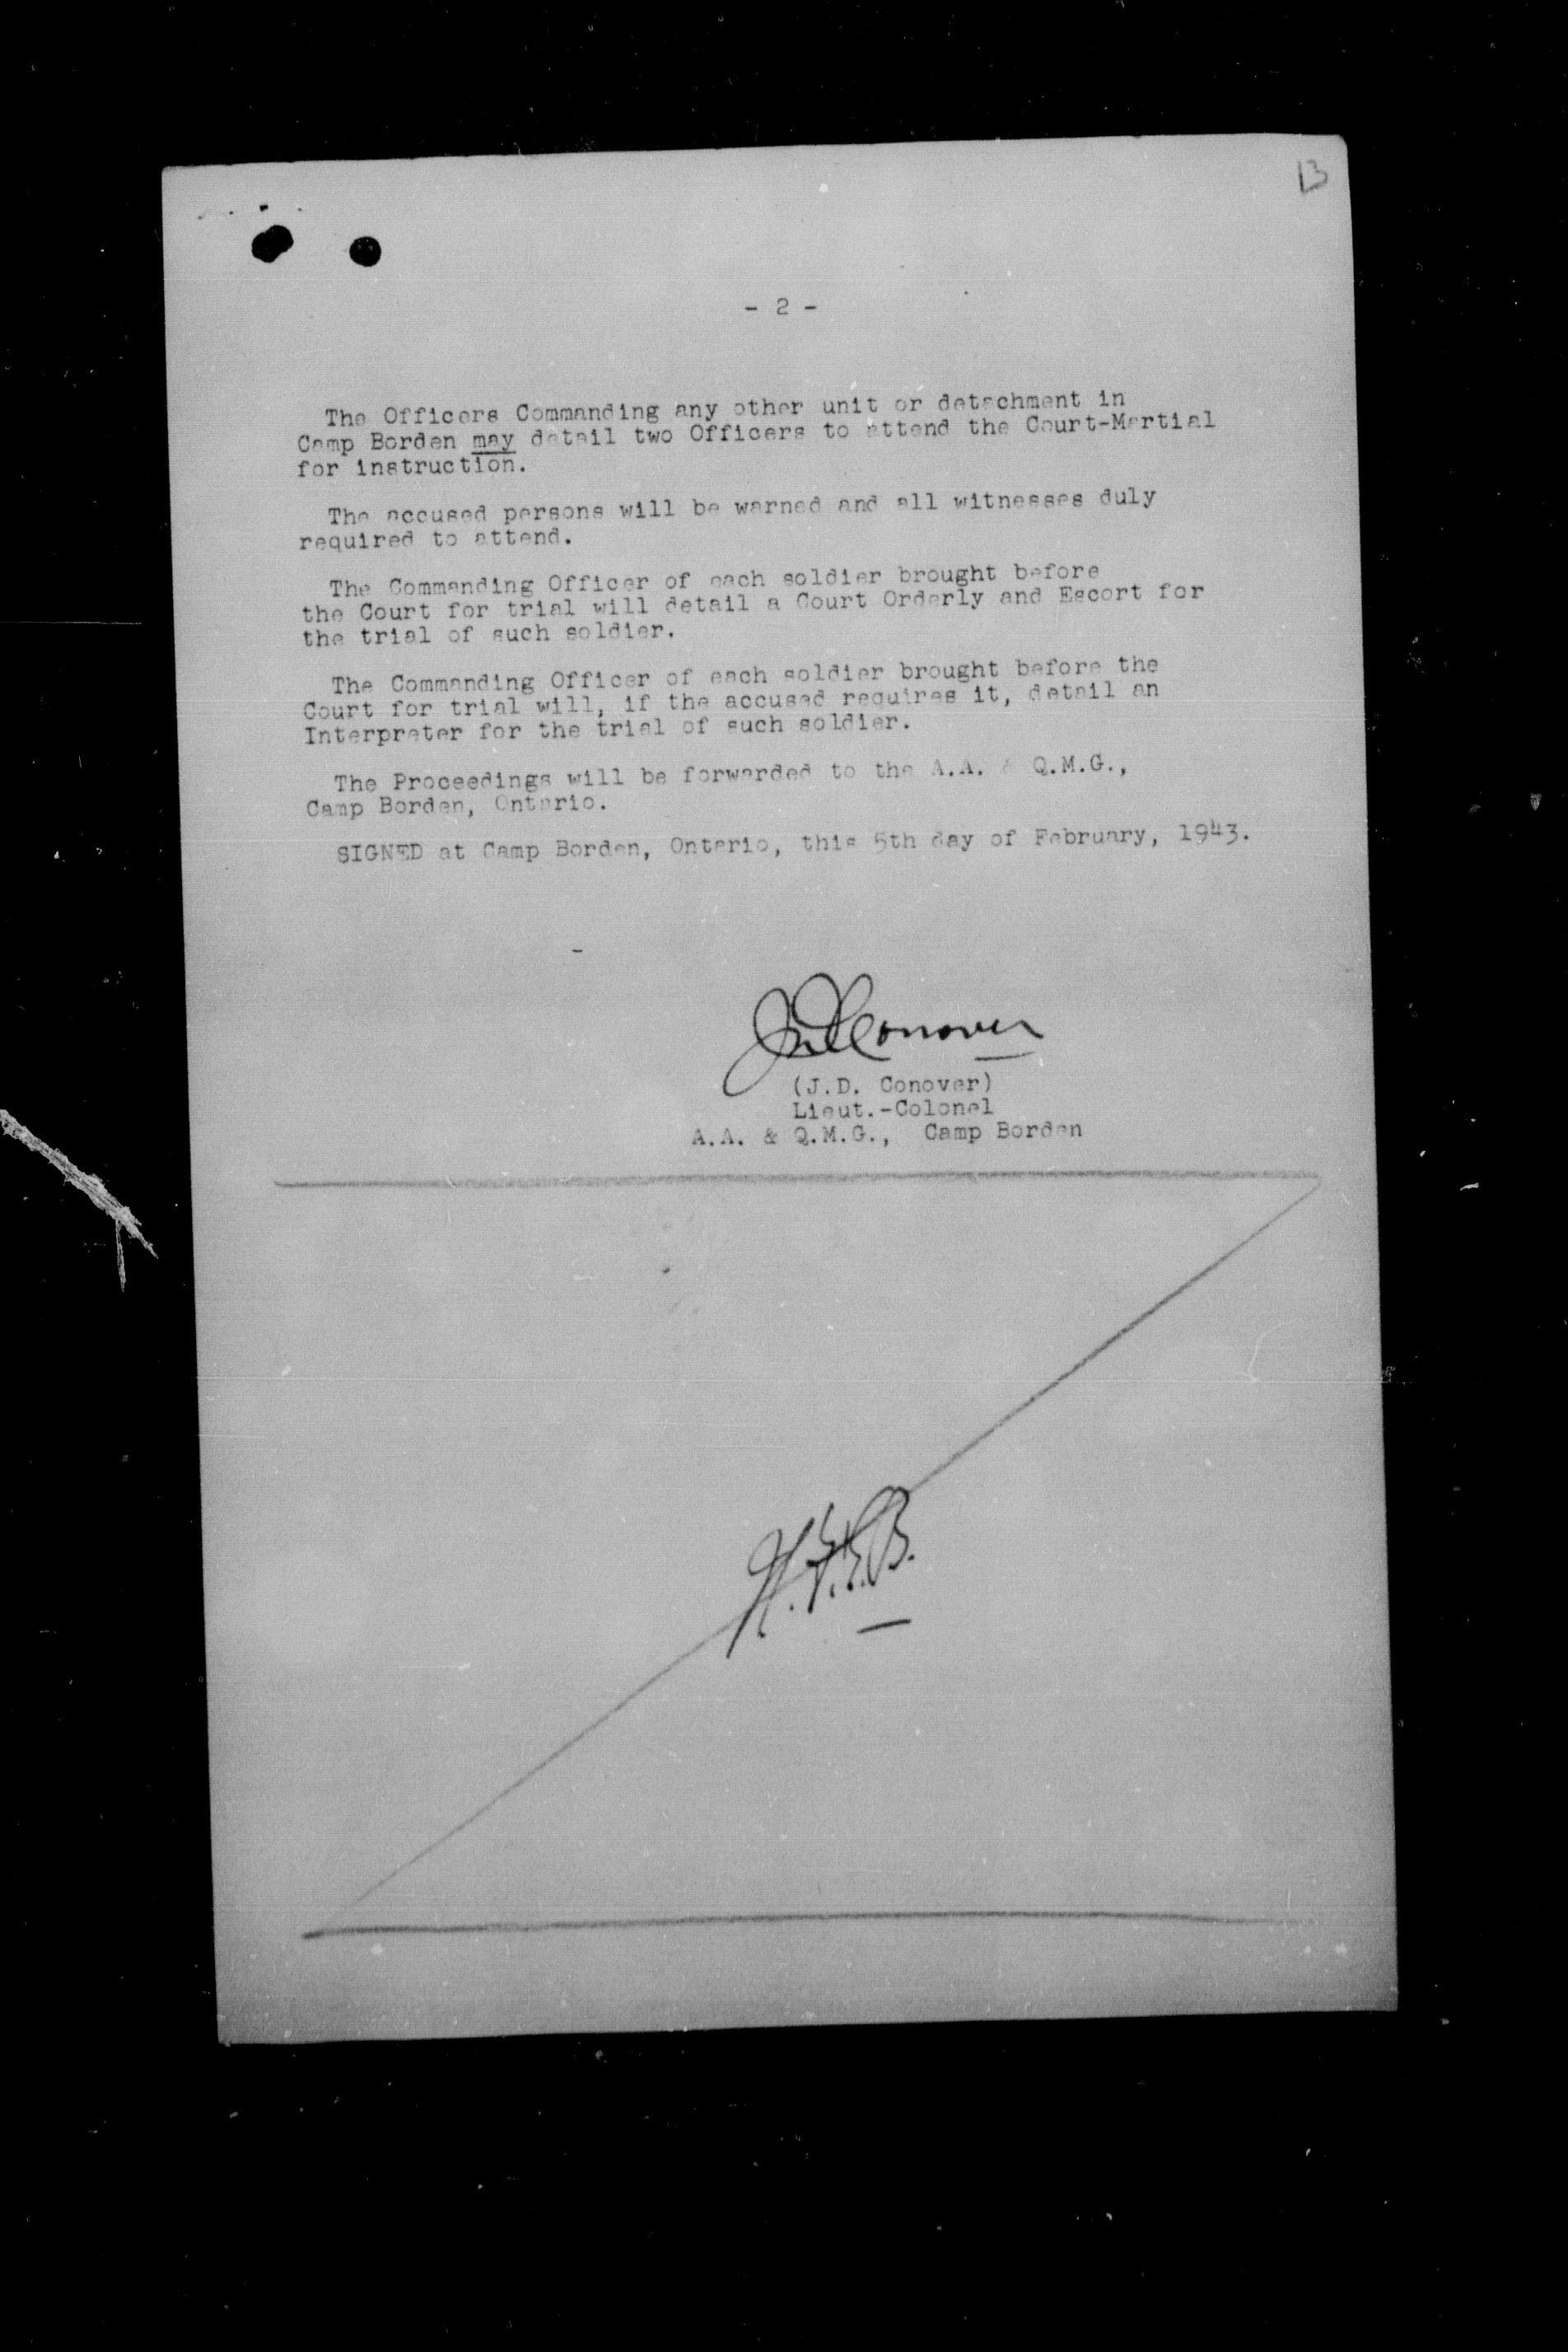 13
- 2 -
The Officers Commanding any other unit or detachment in
Camp Borden may detail two Officers to attend the Court-Martial
for instruction.
The accused persons will be warned and all witnesses duly
required to attend.
The Commanding Officer of each soldier brought before
the Court for trial will detail a Court Orderly and Escort for
the trial of such soldier.
The Commanding Officer of each soldier brought before the
Court for trial will, if the accused requires it, detail an
Interpreter for the trial of such soldier.
The Proceedings will be forwarded to the A.A. & Q.M.G.,
Camp Borden, Ontario.
SIGNED at Camp Borden, Ontario, this 5th day of February, 1943.
JDConover
(J.D. Conover)
Lieut.-Colonel
A.A. & Q.M.G., Camp Borden